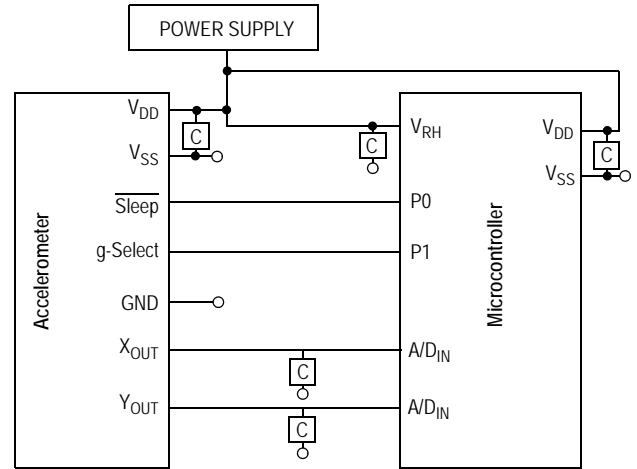 POWER SUPPLY
Accelerometer
VDD
C
VSS
Sleep
g-Select
GND
XOUT
YOUT
C
C
C
Microcontroller
VRH
P0
P1
A/DIN
A/DIN
VDD
VSS
C